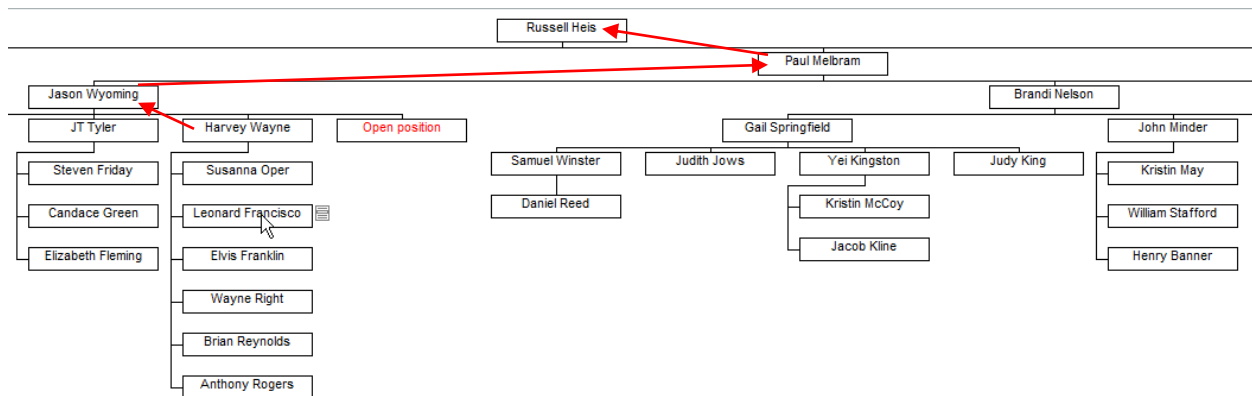 Russell Heis
Paul Melbram
Jason Wyoming
Brandi Nelson
JT Tyler
Harvey Wayne
Open position
Gail Springfield
John Minder
Samuel Winster
Judith Jows
Yei Kingston
Judy King
Steven Friday
Susanna Oper
Kristin May
Daniel Reed
Kristin McCoy
Candace Green
Leonard Francisco
William Stafford
Jacob Kline
Elizabeth Fleming
Elvis Franklin
Henry Banner
Wayne Right
Brian Reynolds
Anthony Rogers